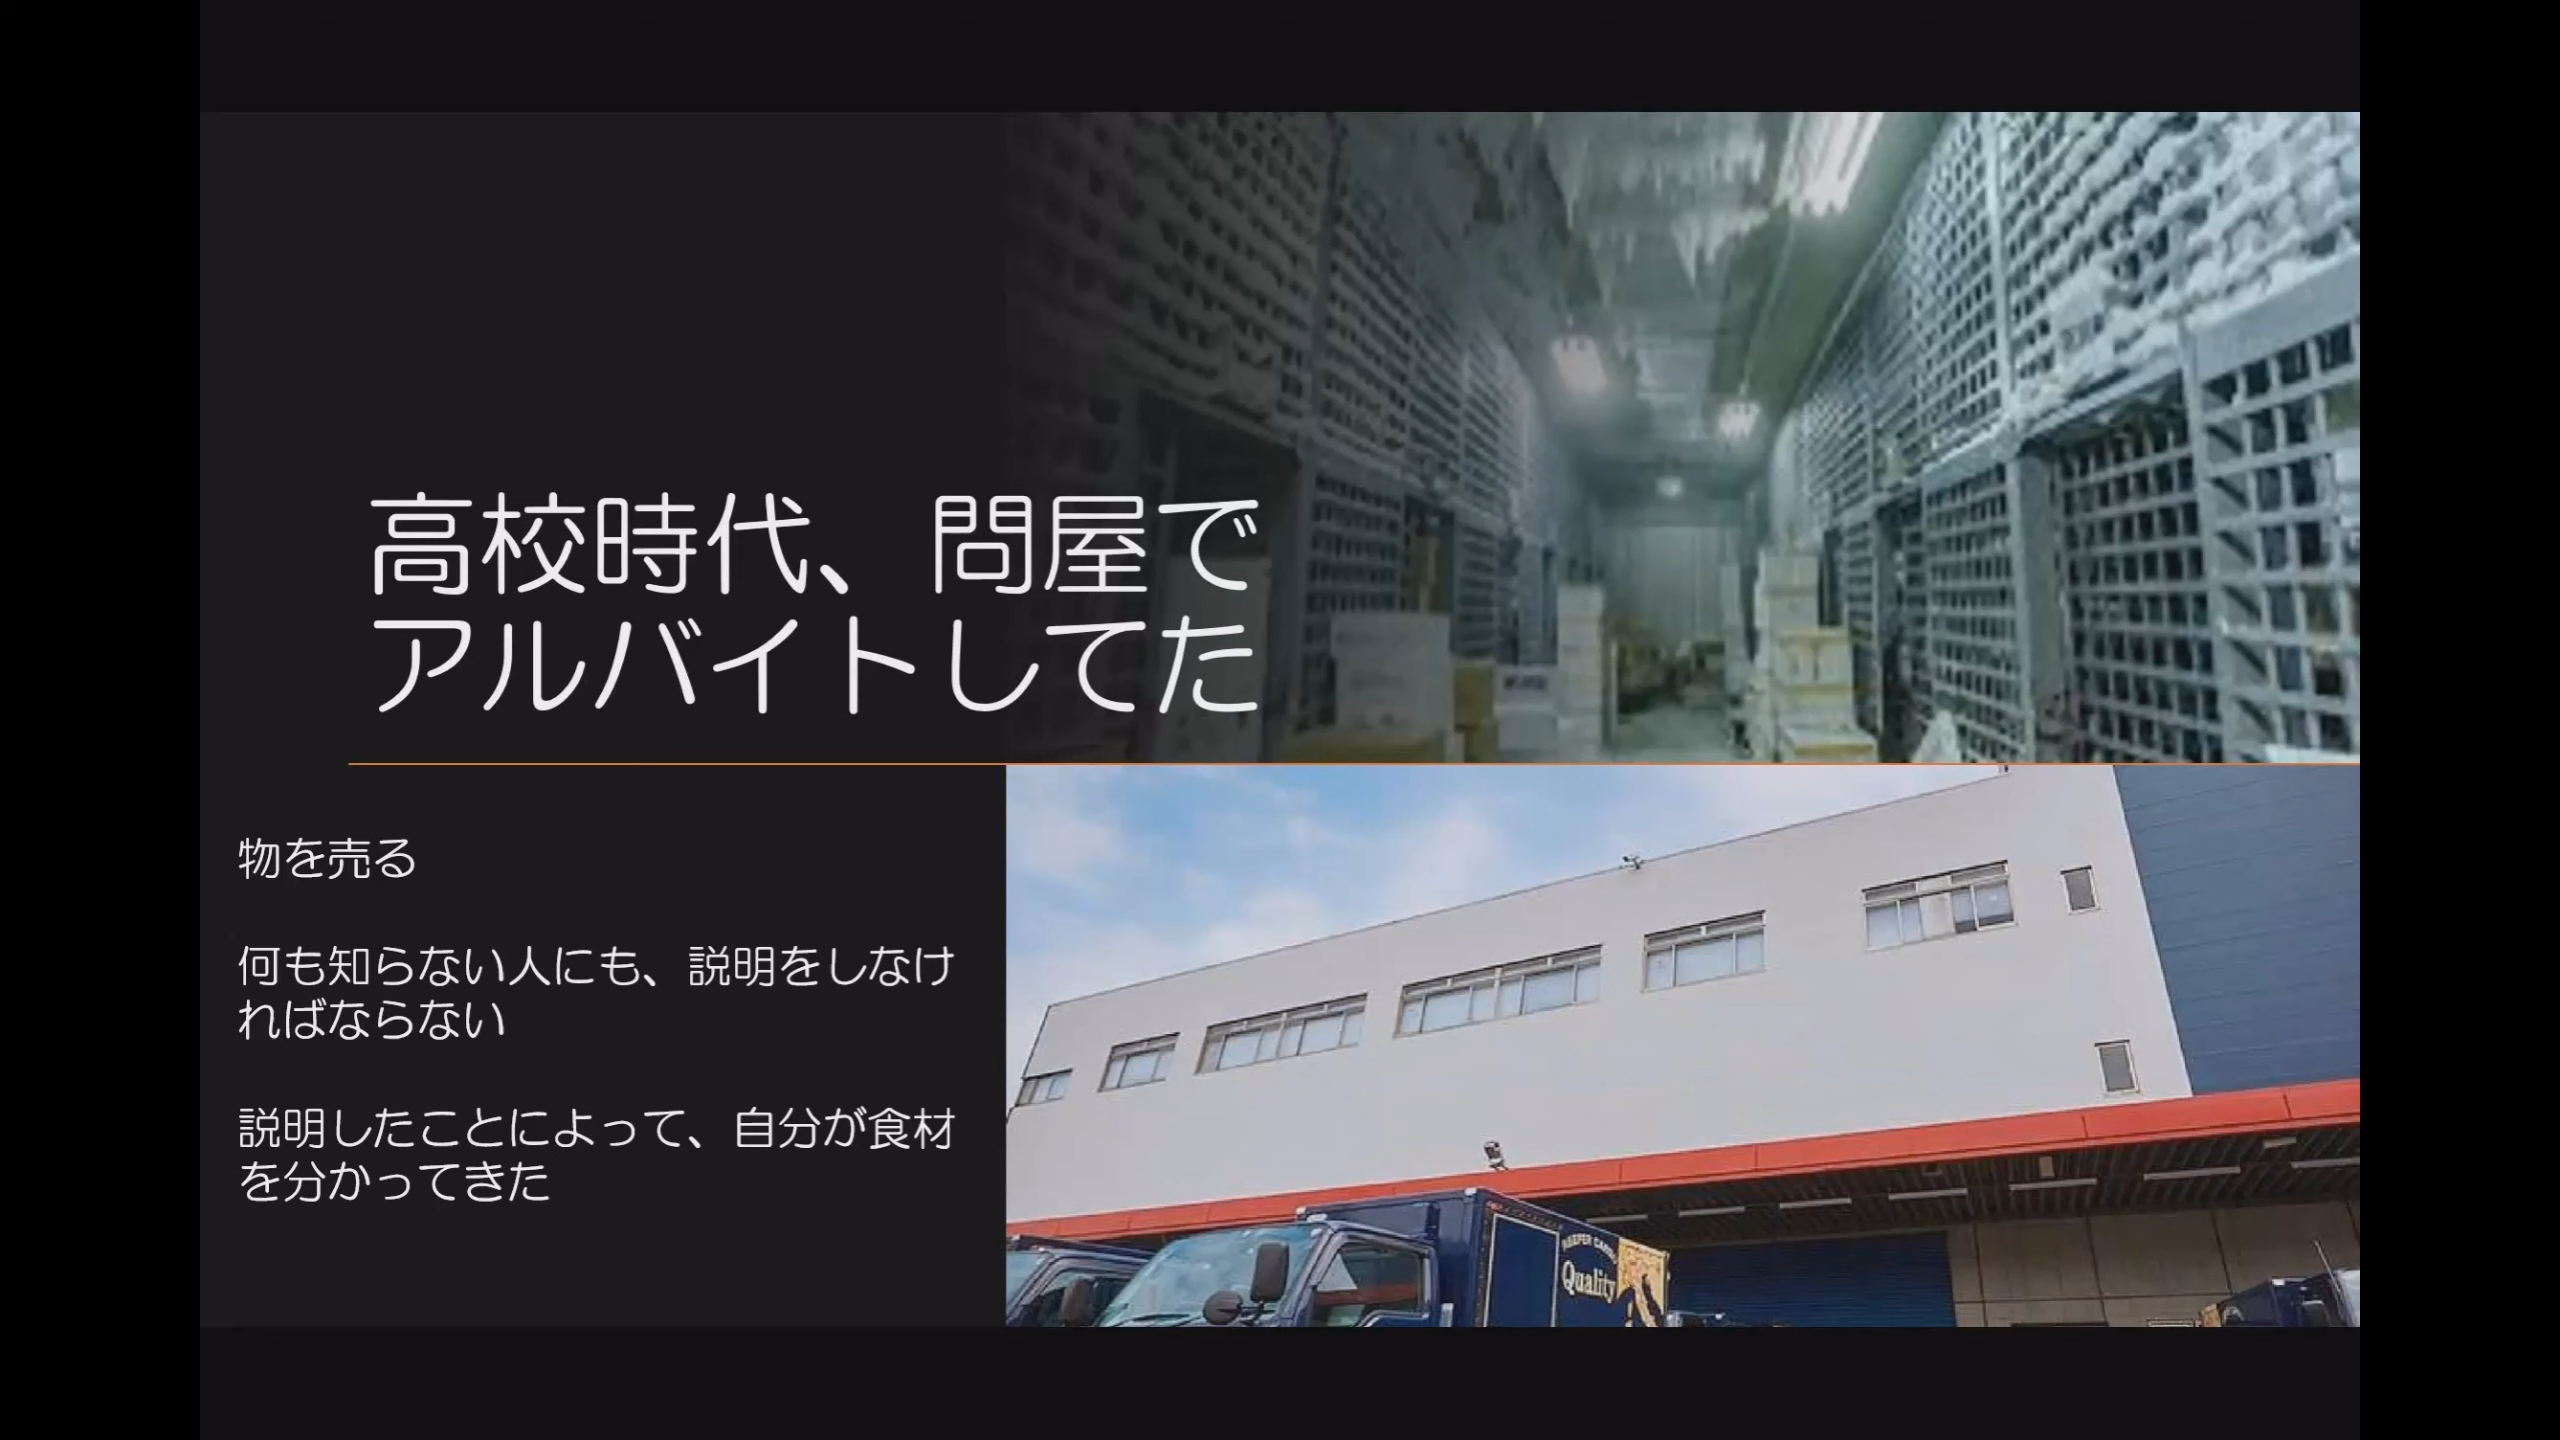 高校時代、問屋で
アルバイトしてた
物を売る
何も知らない人にも、説明をしなけ
ればならない
説明したことによって、自分が食材
を分かってきた
Quality